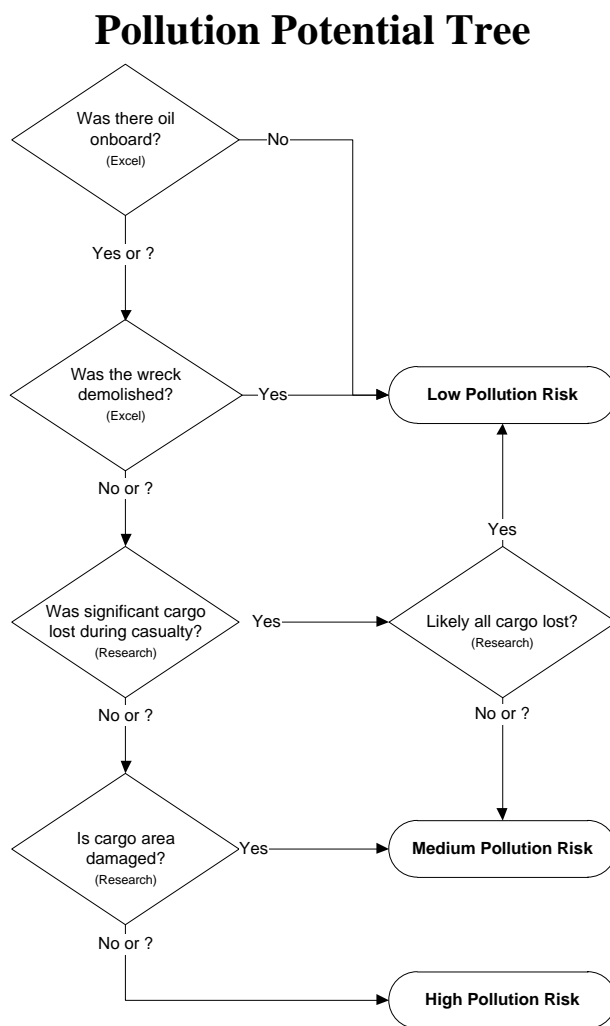 Pollution Potential Tree
Was there oil
onboard?
(Excel)
No
Yes or ?
Was the wreck
demolished?
(Excel)
Yes
Low Pollution Risk
No or ?
Yes
Was significant cargo
lost during casualty?
(Research)
Yes
Likely all cargo lost?
(Research)
No or ?
No or ?
Is cargo area
damaged?
(Research)
Yes
Medium Pollution Risk
No or ?
High Pollution Risk